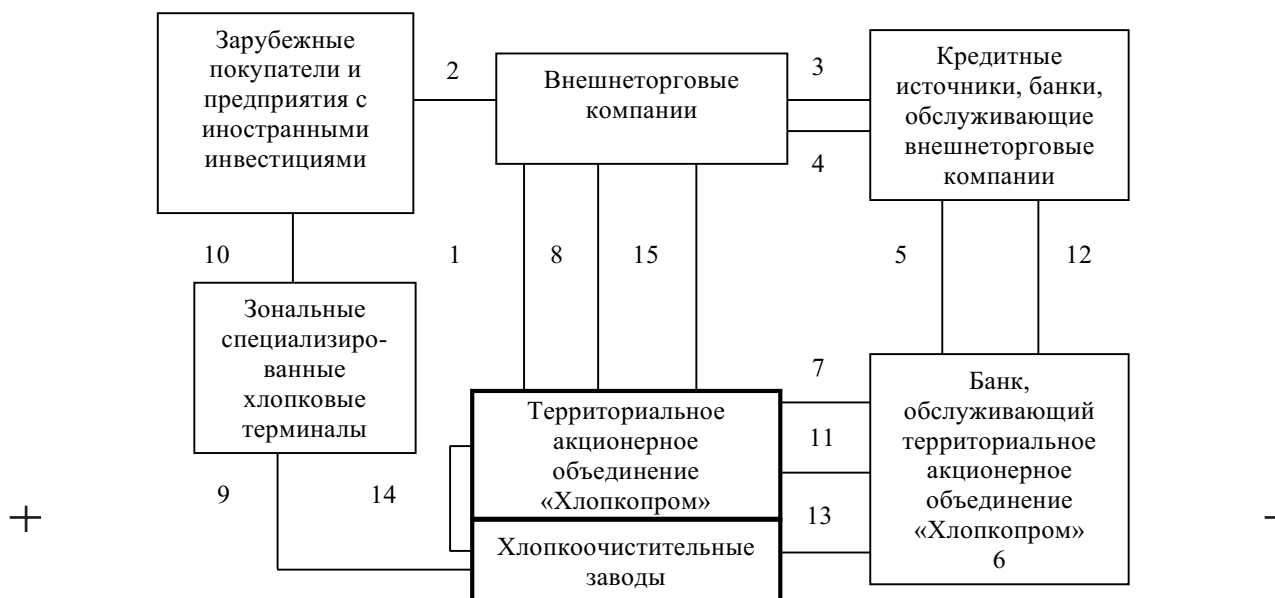 Зарубежные
покупатели и
предприятия с
иностранными
инвестициями
2
Внешнеторговые
компании
3
4
Кредитные
источники, банки,
обслуживающие
внешнеторговые
компании
10
1
8
15
5
12
Зональные
специализиро-
ванные
хлопковые
терминалы
7
11
13
Территориальное
акционерное
объединение
«Хлопкопром»
Банк,
обслуживающий
территориальное
акционерное
объединение
«Хлопкопром»
6
9
14
Хлопкоочистительные
заводы